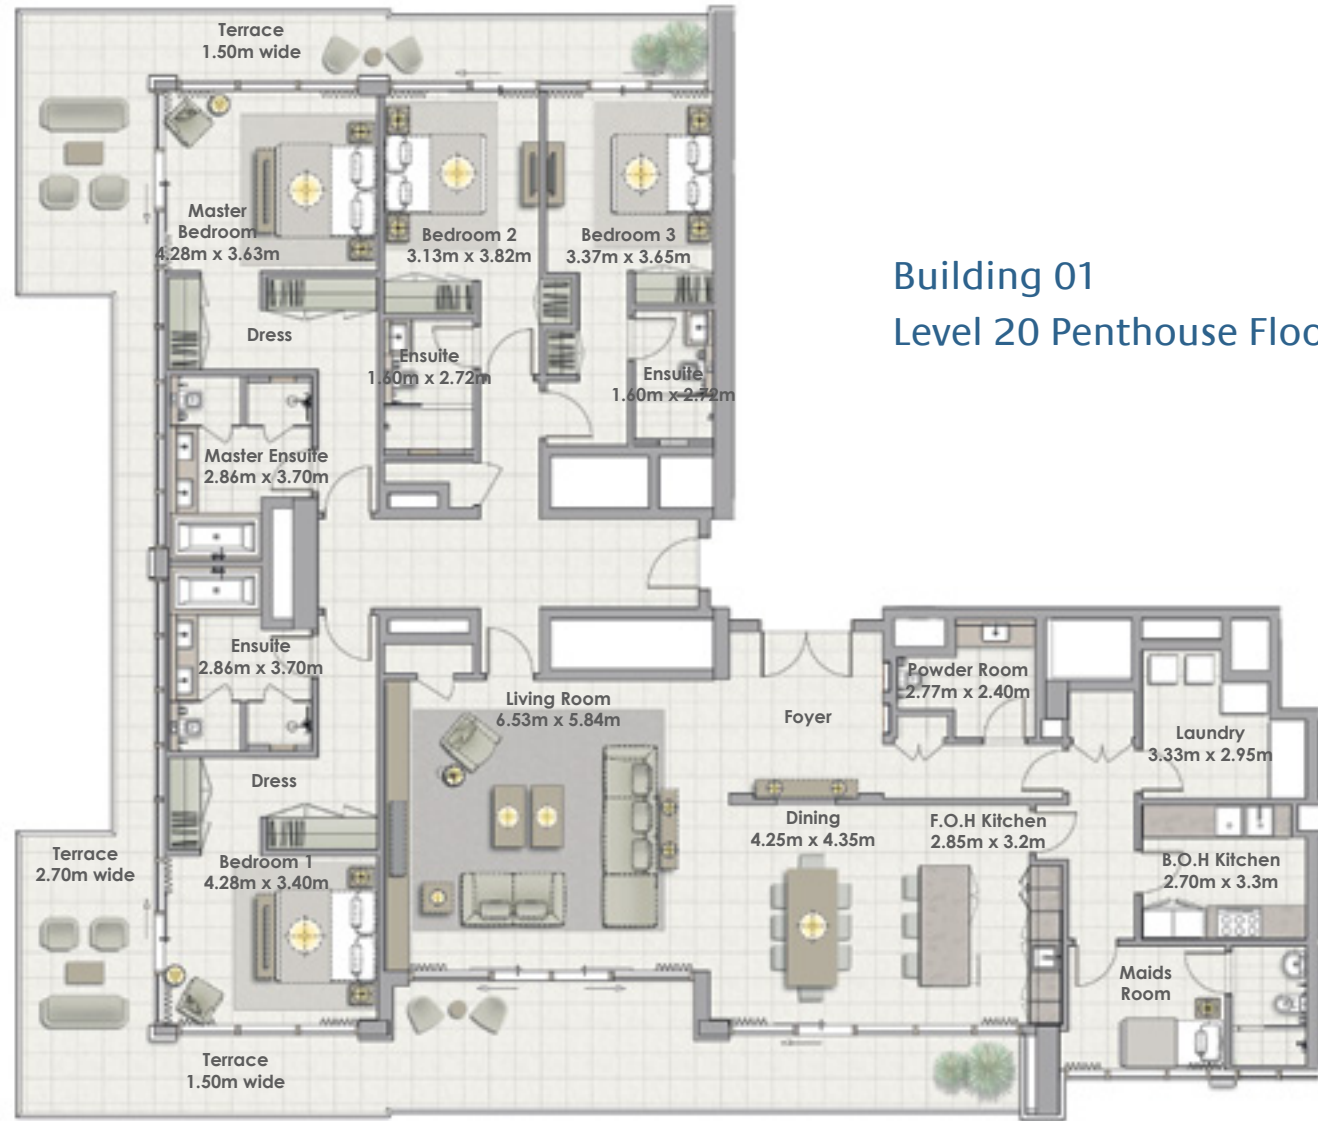 Terrace
1.50m wide
Master
Bedroom
4.28m x 3.63m
Bedroom 2
3.13m x 3.82m
Bedroom 3
3.37m x 3.65m
Building 01
Level 20 Penthouse Floo
Dress
Ensuite
1.60m x 2.72m
Ensuite
1.60m x 2.72m
Master Ensuite
2.86m x 3.70m
Ensuite
2.86m x 3.70m
Living Room
6.53m x 5.84m
Foyer
Powder Room
2.77m x 2.40m
Laundry
3.33m x 2.95m
Dress
Dining
4.25m x 4.35m
F.O.H Kitchen
2.85m x 3.2m
B.O.H Kitchen
2.70m x 3.3m
Terrace
2.70m wide
Bedroom 1
4.28m x 3.40m
Maids
Room
Terrace
1.50m wide